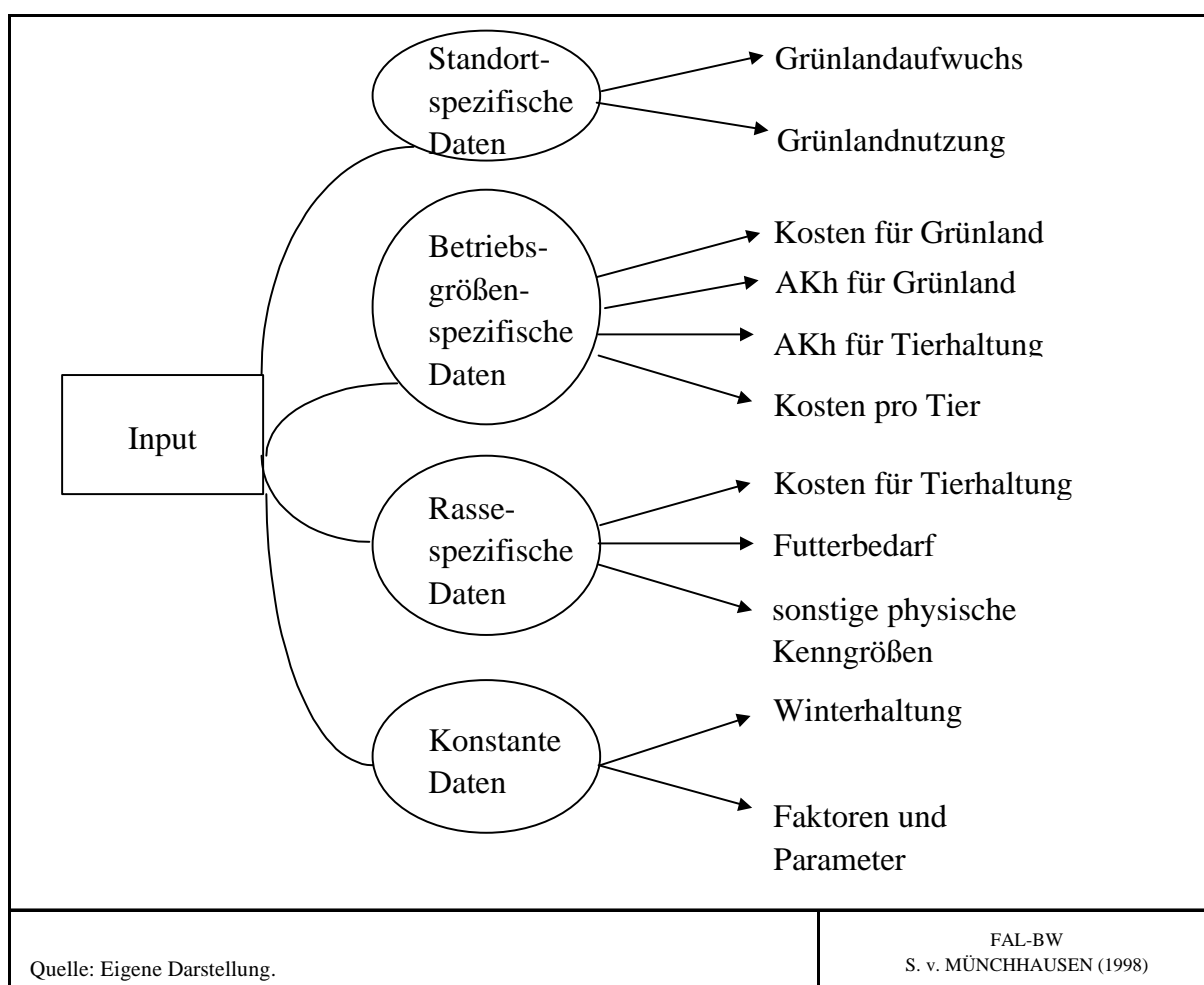 Standort-
spezifische
Daten
Grünlandaufwuchs
Grünlandnutzung
Betriebs-
größen-
spezifische
Daten
Kosten für Grünland
AKh für Grünland
AKh für Tierhaltung
Kosten pro Tier
Input
Rasse-
spezifische
Daten
Kosten für Tierhaltung
Futterbedarf
sonstige physische
Kenngrößen
Konstante
Daten
Winterhaltung
Faktoren und
Parameter
Quelle: Eigene Darstellung.
FAL-BW
S. v. MÜNCHHAUSEN (1998)